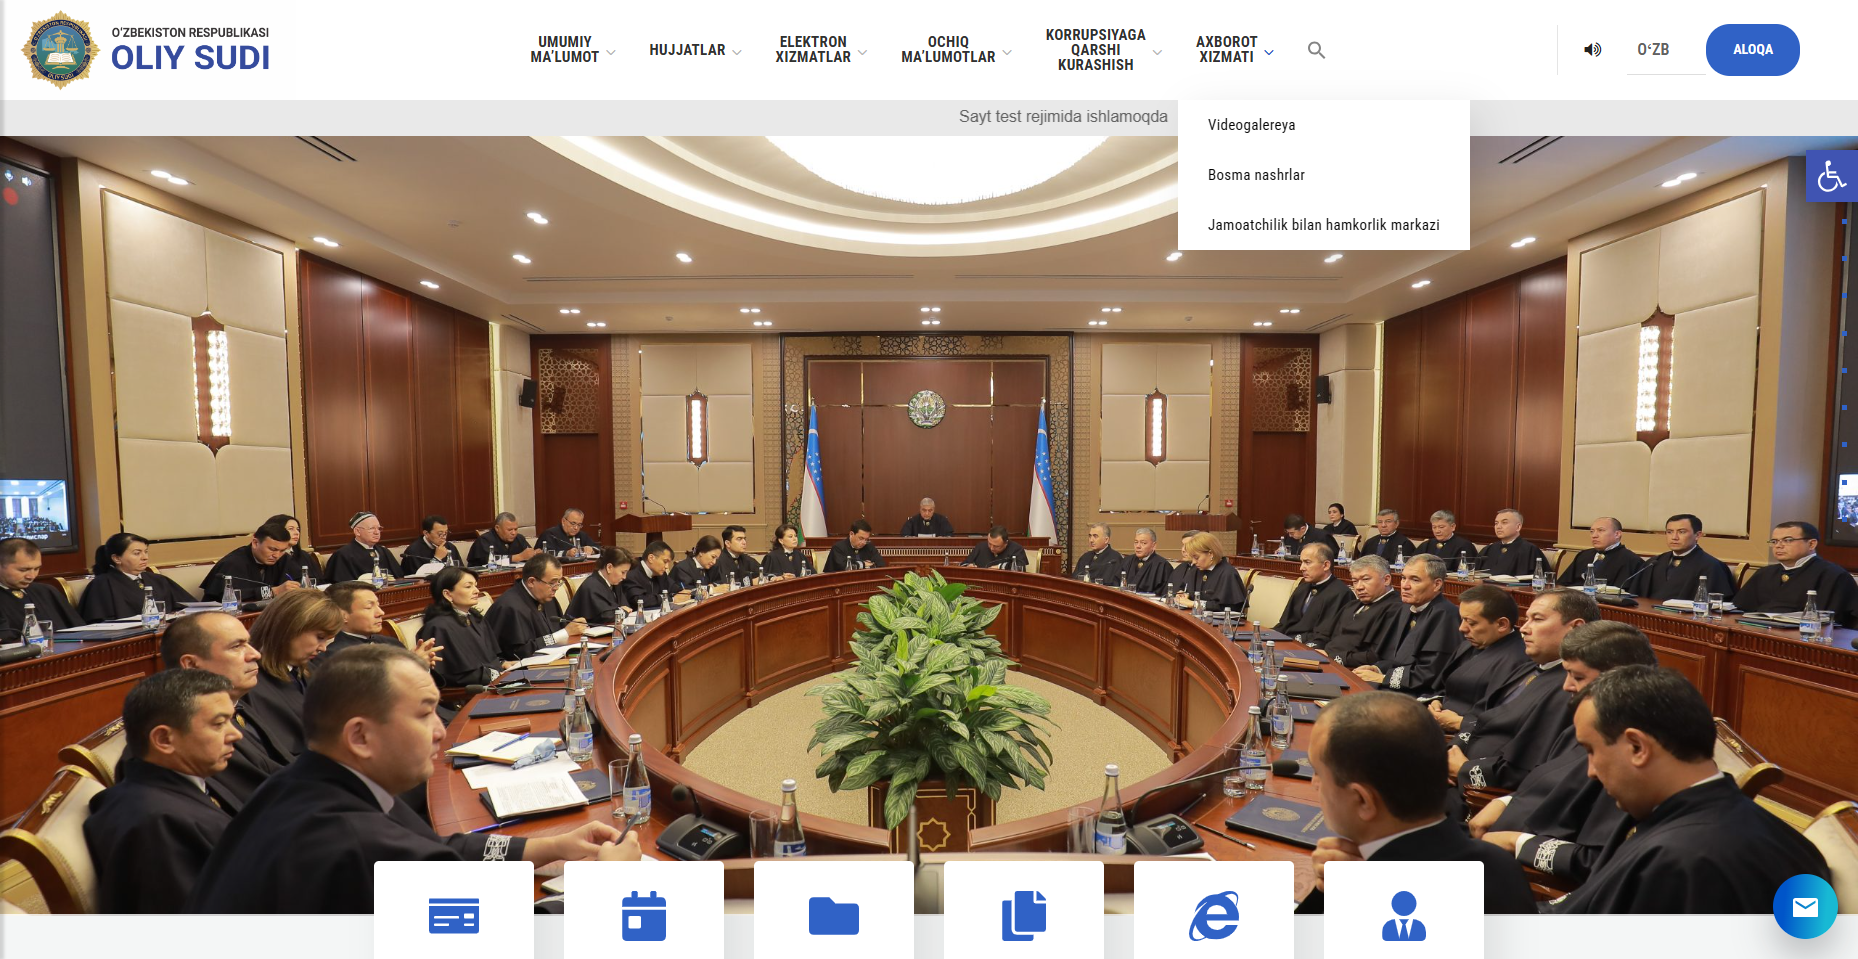 O'ZBEKISTON RESPUBLIKASI
OLIY SUDI
UMUMIY
MA'LUMOT
HUJJATLAR
ELEKTRON
XIZMATLAR
OCHIQ
MA'LUMOTLAR
KORRUPSIYAGA
QARSHI
KURASHISH
AXBOROT
XIZMATI
O'ZB
ALOQA
Sayt test rejimida ishlamoqda
Videogalereya
Bosma nashrlar
Jamoatchilik bilan hamkorlik markazi